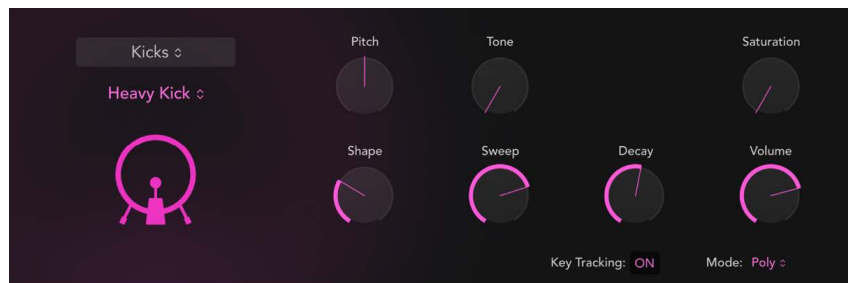 Kicks
Heavy Kick
Pitch
Tone
Saturation
Shape
Sweep
Decay
Volume
Key Tracking: ON
Mode: Poly